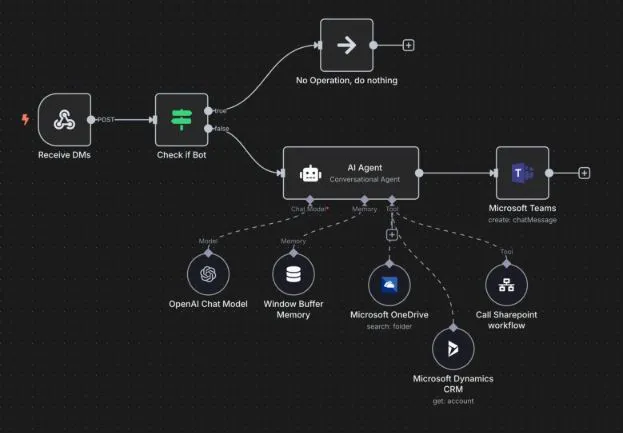 No Operation, do nothing
POST
true
false
Receive DMs
Check if Bot
AI Agent
Conversational Agent
Chat Model*
Memory
Tool
T
Microsoft Teams
create: chatMessage
Model
Memory
Tool
OpenAI Chat Model
Window Buffer
Memory
Microsoft OneDrive
search: folder
Call Sharepoint
workflow
Microsoft Dynamics
CRM
get: account